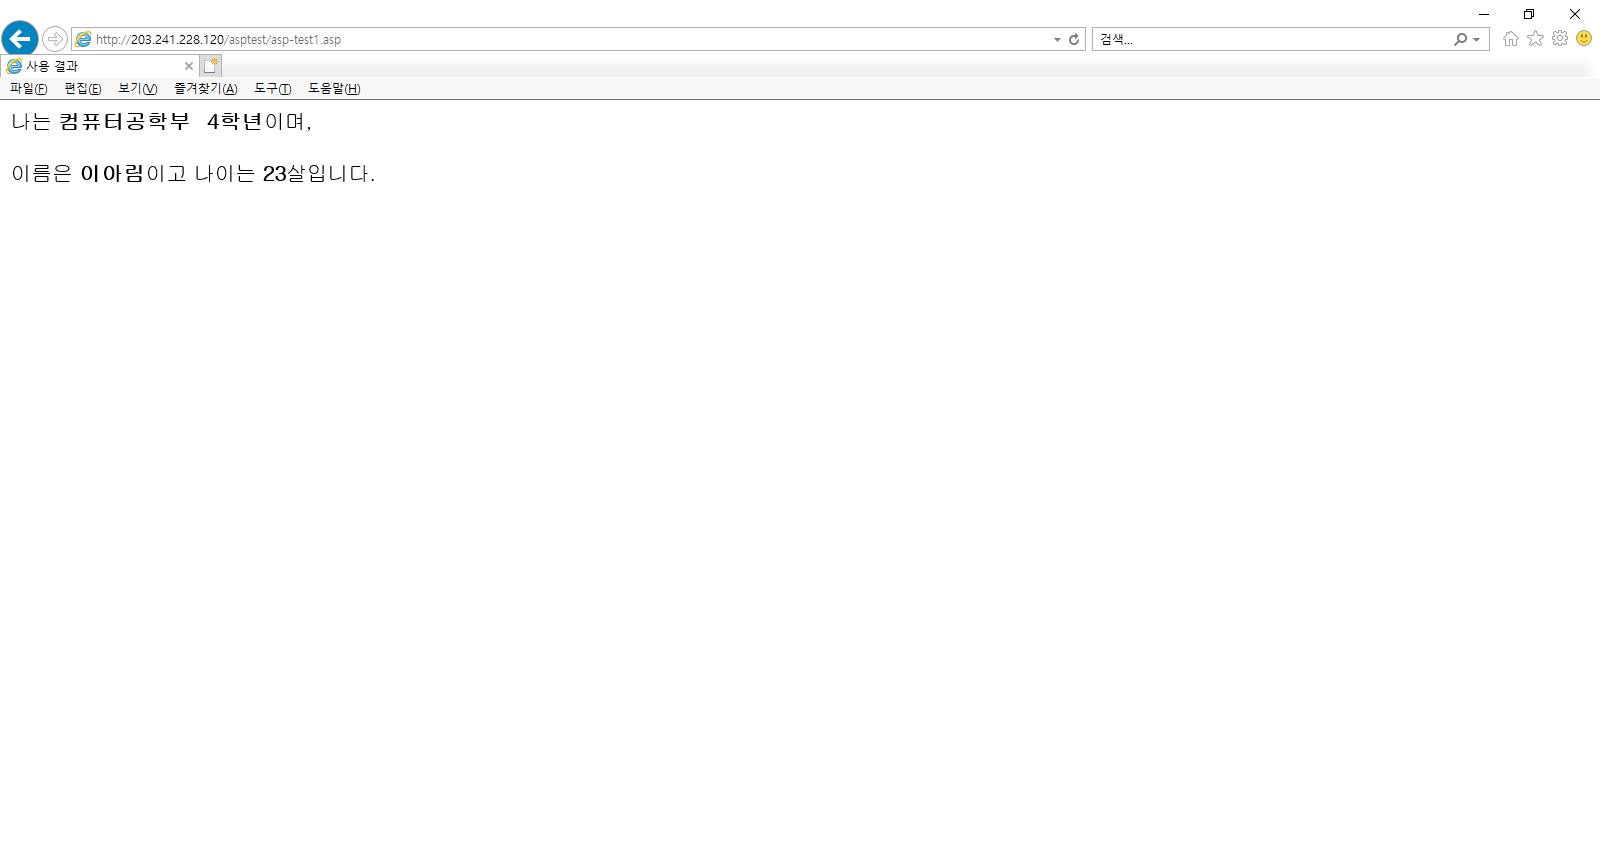 http://203.241.228.120/asptest/asp-test1.asp
검색...
사용 결과
파일(F) 편집(E) 보기(V) 즐겨찾기(A) 도구(T) 도움말(H)
나는 컴퓨터공학부 4학년이며,
이름은 이아림이고 나이는 23살입니다.